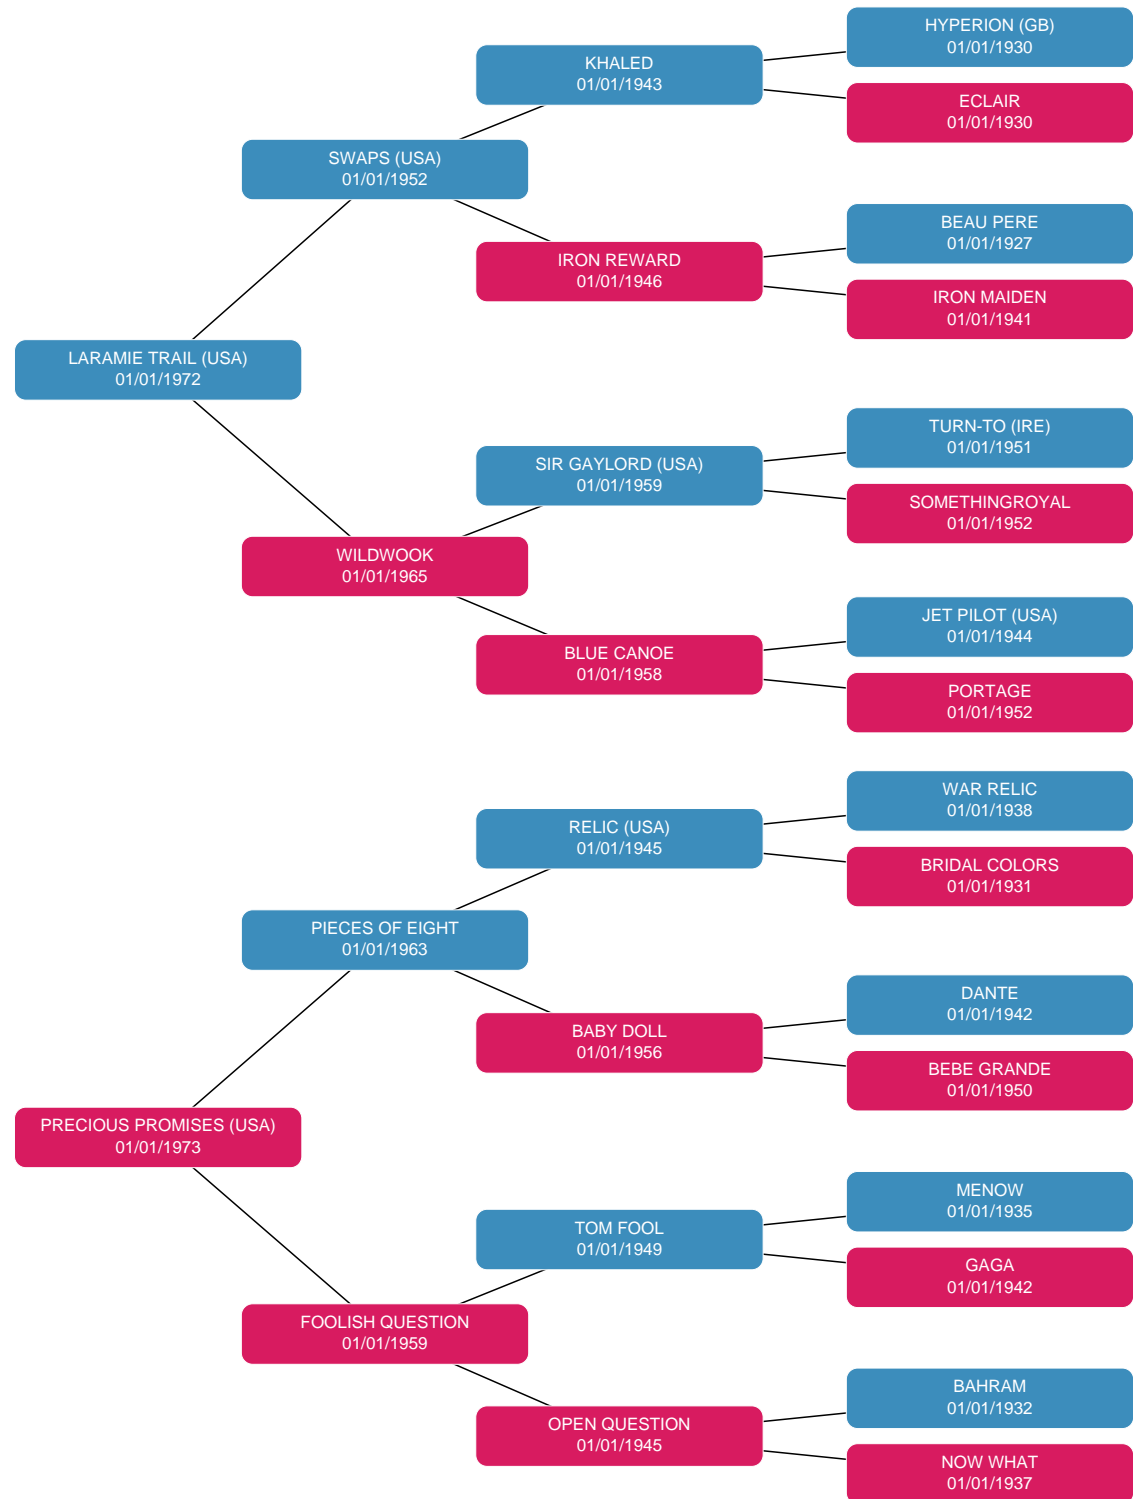 HYPERION (GB)
01/01/1930
KHALED
01/01/1943
ECLAIR
01/01/1930
SWAPS (USA)
01/01/1952
BEAU PERE
01/01/1927
IRON REWARD
01/01/1946
IRON MAIDEN
01/01/1941
LARAMIE TRAIL (USA)
01/01/1972
TURN-TO (IRE)
01/01/1951
SIR GAYLORD (USA)
01/01/1959
SOMETHINGROYAL
01/01/1952
WILDWOOK
01/01/1965
JET PILOT (USA)
01/01/1944
BLUE CANOE
01/01/1958
PORTAGE
01/01/1952
WAR RELIC
01/01/1938
RELIC (USA)
01/01/1945
BRIDAL COLORS
01/01/1931
PIECES OF EIGHT
01/01/1963
DANTE
01/01/1942
BABY DOLL
01/01/1956
BEBE GRANDE
01/01/1950
PRECIOUS PROMISES (USA)
01/01/1973
MENOW
01/01/1935
TOM FOOL
01/01/1949
GAGA
01/01/1942
FOOLISH QUESTION
01/01/1959
BAHRAM
01/01/1932
OPEN QUESTION
01/01/1945
NOW WHAT
01/01/1937